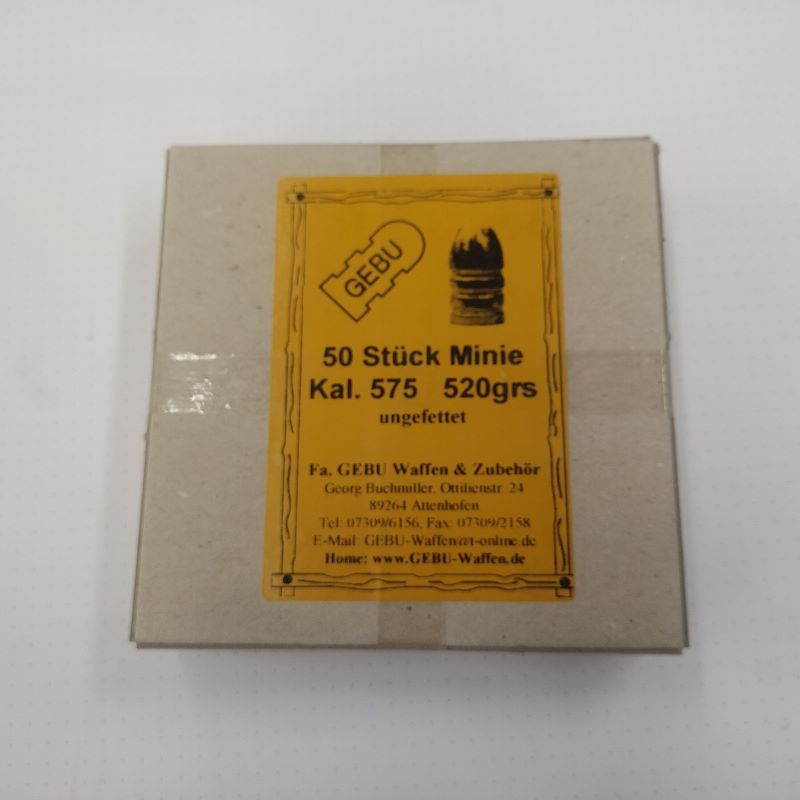 GEBU
50 Stück Minie
Kal. 575 520grs
ungefettet
Fa. GEBU Waffen & Zubehör
Georg Buchmiller, Ottilienstr. 24
89264 Attenhofen
Tel: 07309/6156, Fax: 07309/2158
E-Mail: GEBU-Waffen@t-online.de
Home: www.GEBU-Waffen.de